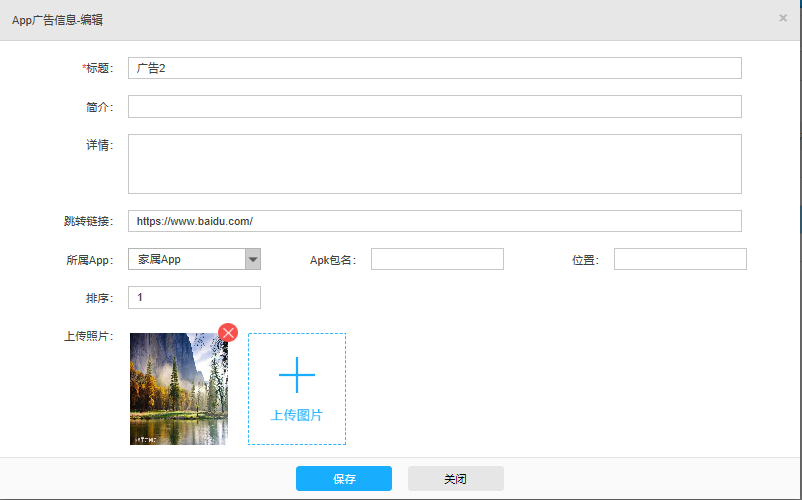 App广告信息-编辑
*标题： 广告2
简介：
详情：
跳转链接： https://www.baidu.com/
所属App： 家属App Apk包名： 位置：
排序： 1
上传照片：
上传图片
保存 关闭